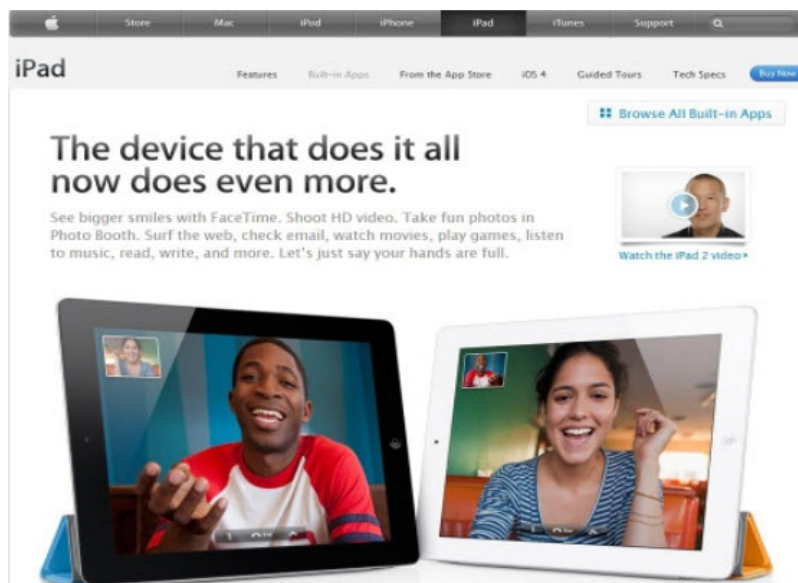 Store Mac iPod iPhone iPad iTunes Support
iPad
Features Built-in Apps From the App Store iOS 4 Guided Tours Tech Specs Buy Now
Browse All Built-in Apps
The device that does it all
now does even more.
See bigger smiles with FaceTime. Shoot HD video. Take fun photos in
Photo Booth. Surf the web, check email, watch movies, play games, listen
to music, read, write, and more. Let's just say your hands are full.
Watch the iPad 2 video